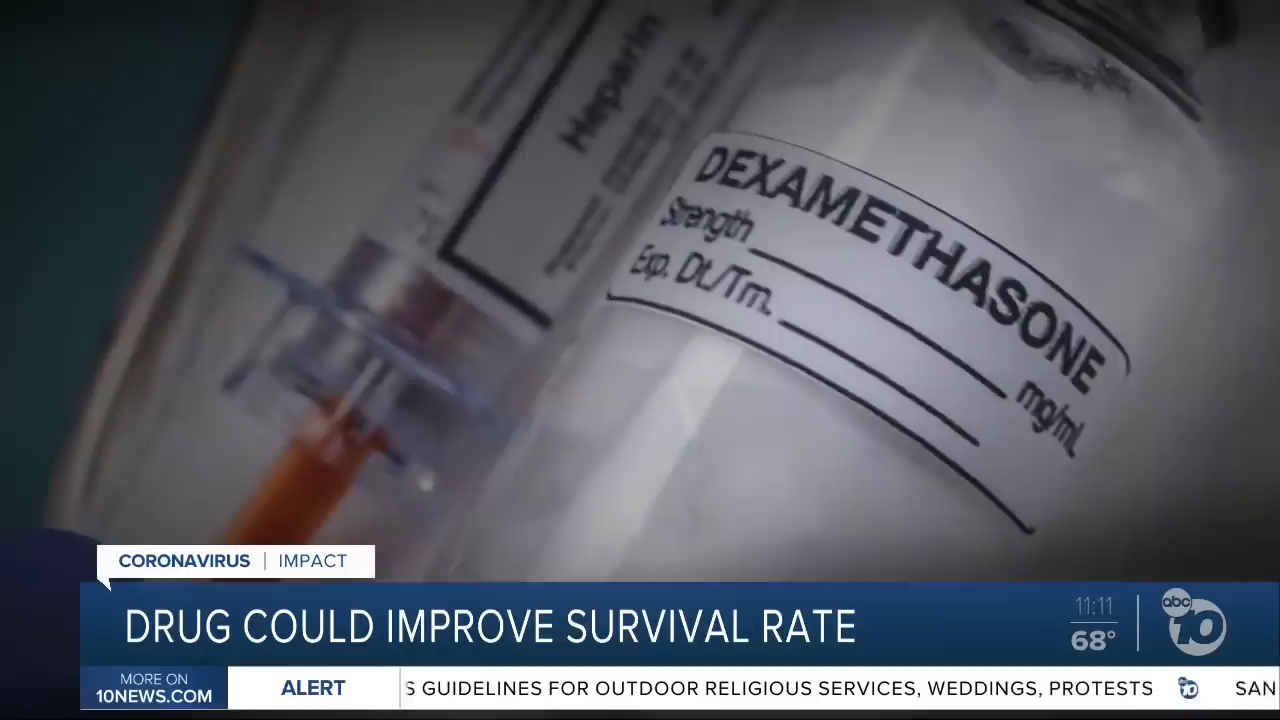 Heparin
DEXAMETHASONE
Strength
mg/mL
Exp. Dt./Tm.
CORONAVIRUS | IMPACT
DRUG COULD IMPROVE SURVIVAL RATE
11:11
68°
abc
10
MORE ON
10NEWS.COM
ALERT
S GUIDELINES FOR OUTDOOR RELIGIOUS SERVICES, WEDDINGS, PROTESTS
10
SAN